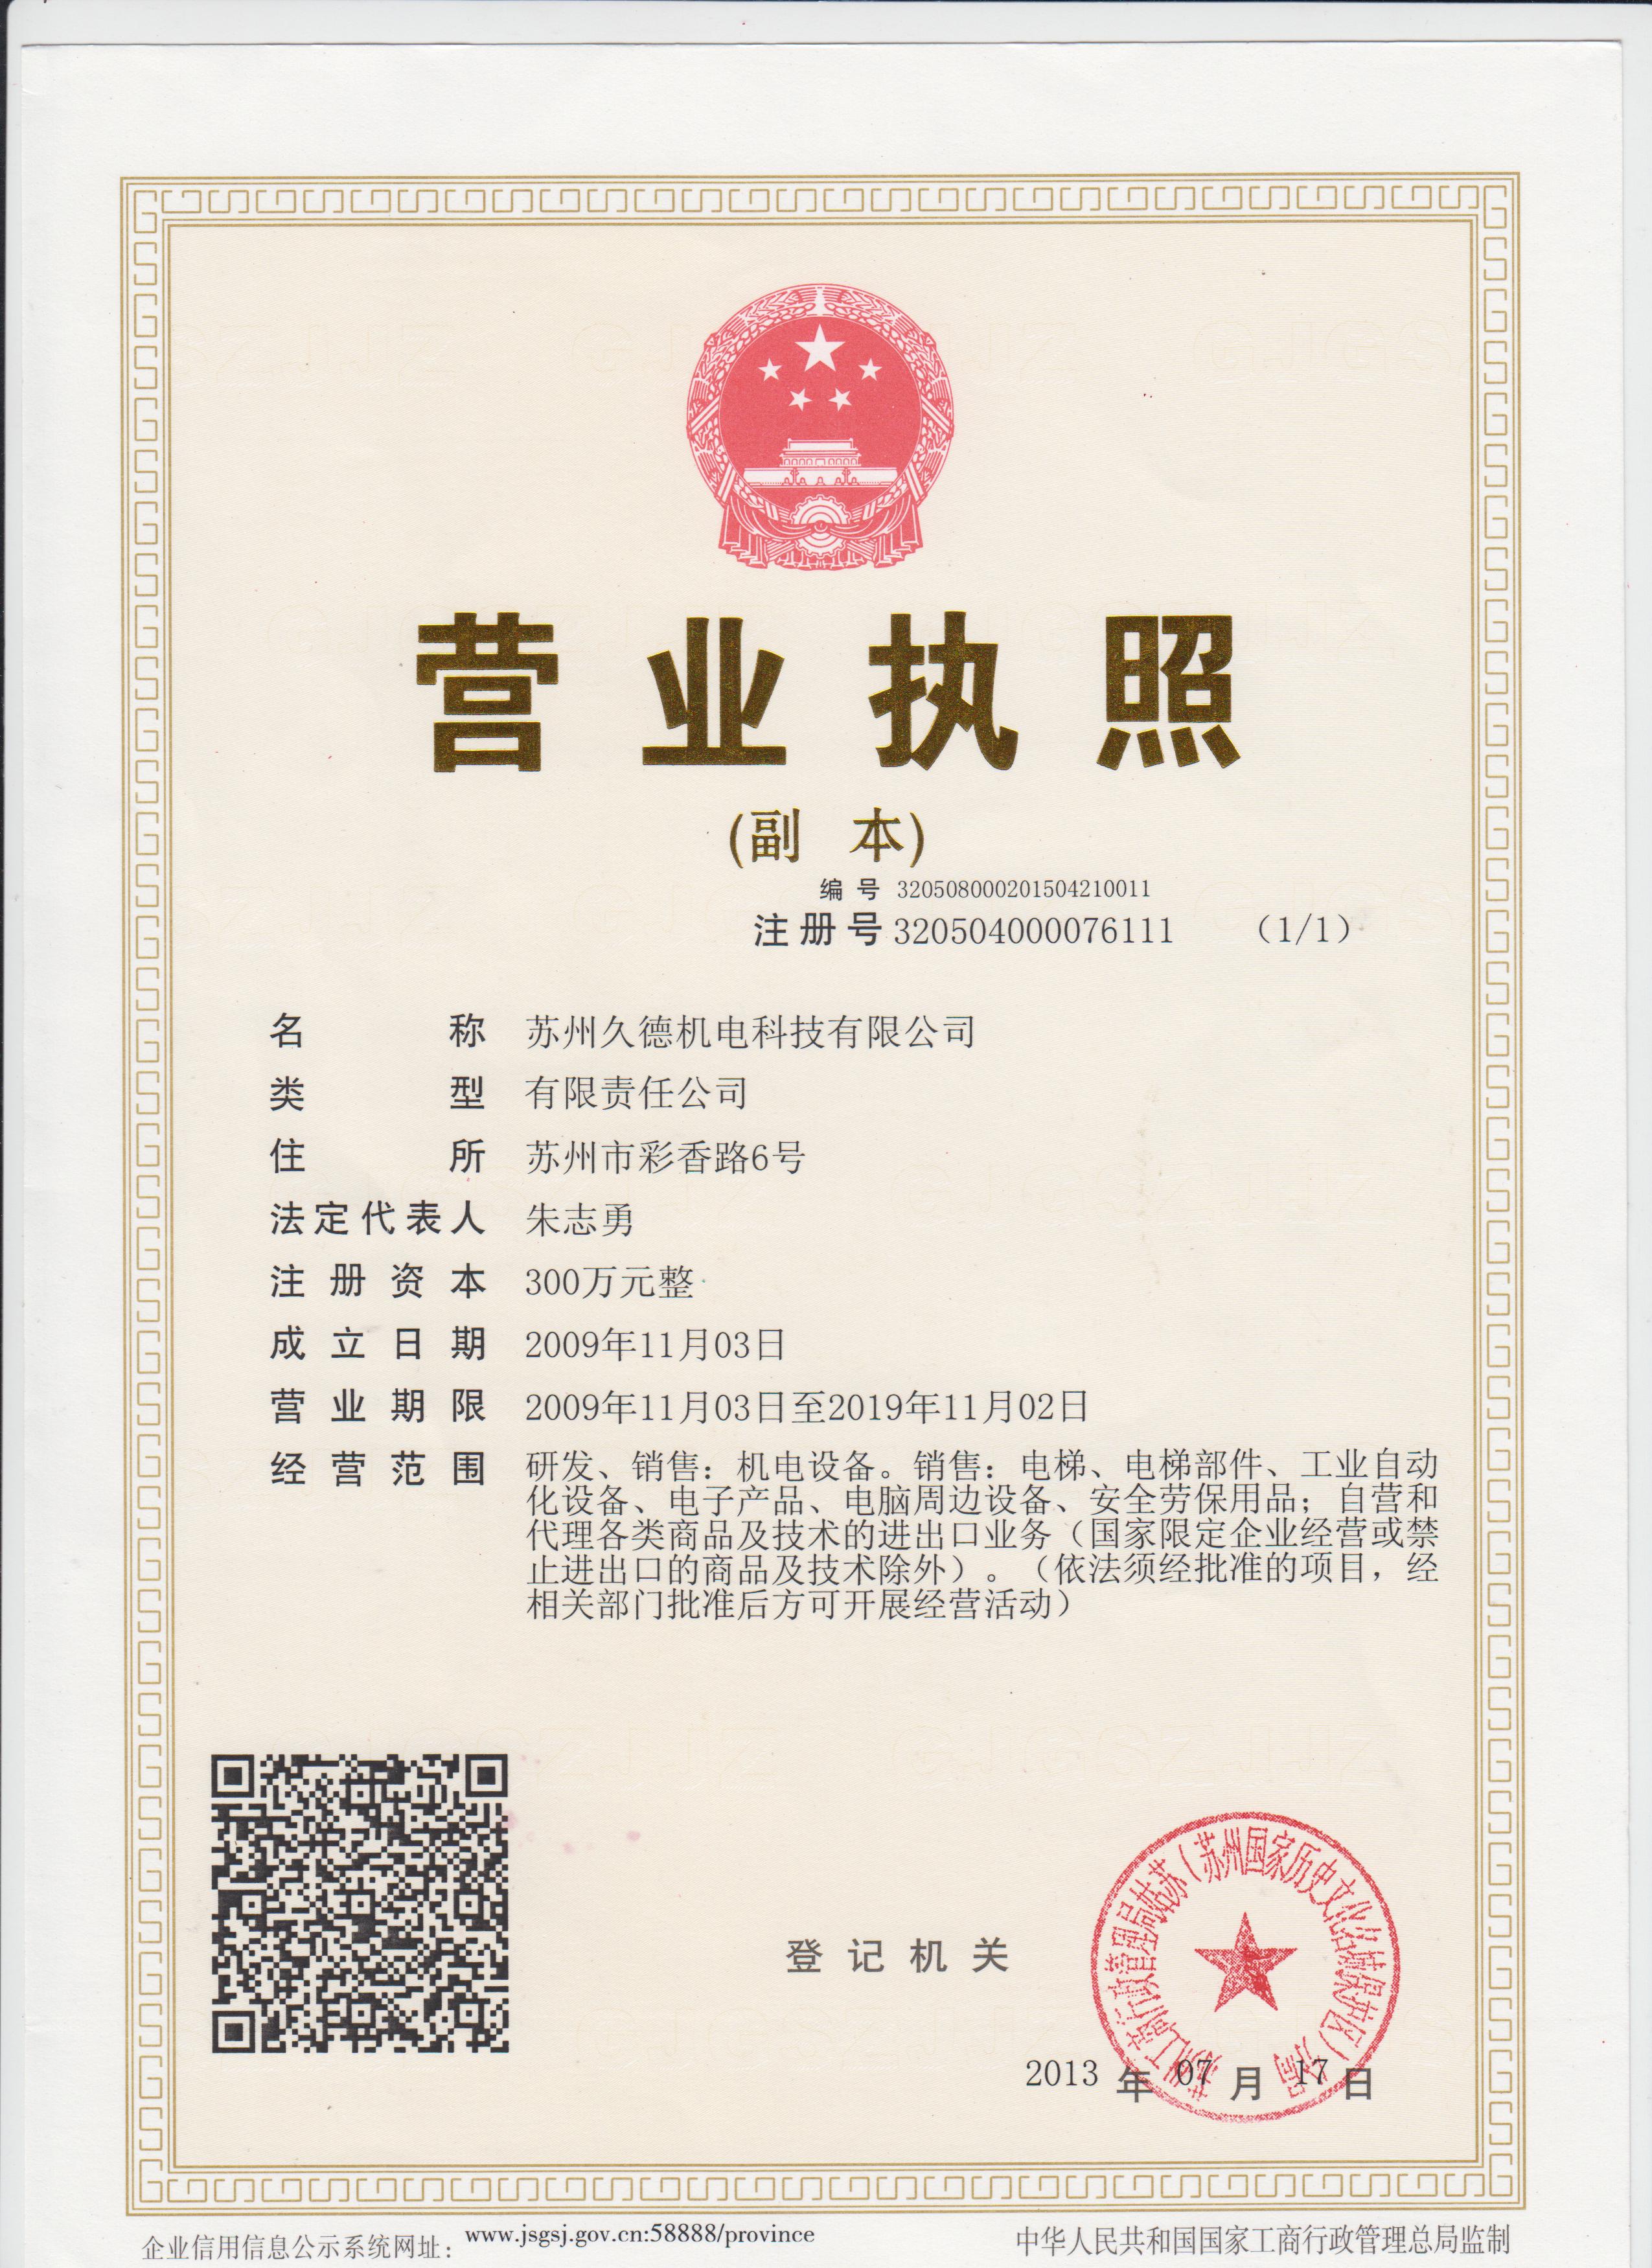 营业执照
(副 本)
编 号 320508000201504210011
注册号 320504000076111 （1/1）
名 称 苏州久德机电科技有限公司
类 型 有限责任公司
住 所 苏州市彩香路6号
法定代表人 朱志勇
注 册 资 本 300万元整
成 立 日 期 2009年11月03日
营 业 期 限 2009年11月03日至2019年11月02日
经 营 范 围 研发、销售：机电设备。销售：电梯、电梯部件、工业自动
化设备、电子产品、电脑周边设备、安全劳保用品；自营和
代理各类商品及技术的进出口业务（国家限定企业经营或禁
止进出口的商品及技术除外）。（依法须经批准的项目，经
相关部门批准后方可开展经营活动）
登 记 机 关
苏州工商行政管理局姑苏（苏州国家历史文化名城保护区）分局
2013 年 07 月 17 日
企业信用信息公示系统网址： www.jsgsj.gov.cn:58888/province
中华人民共和国国家工商行政管理总局监制